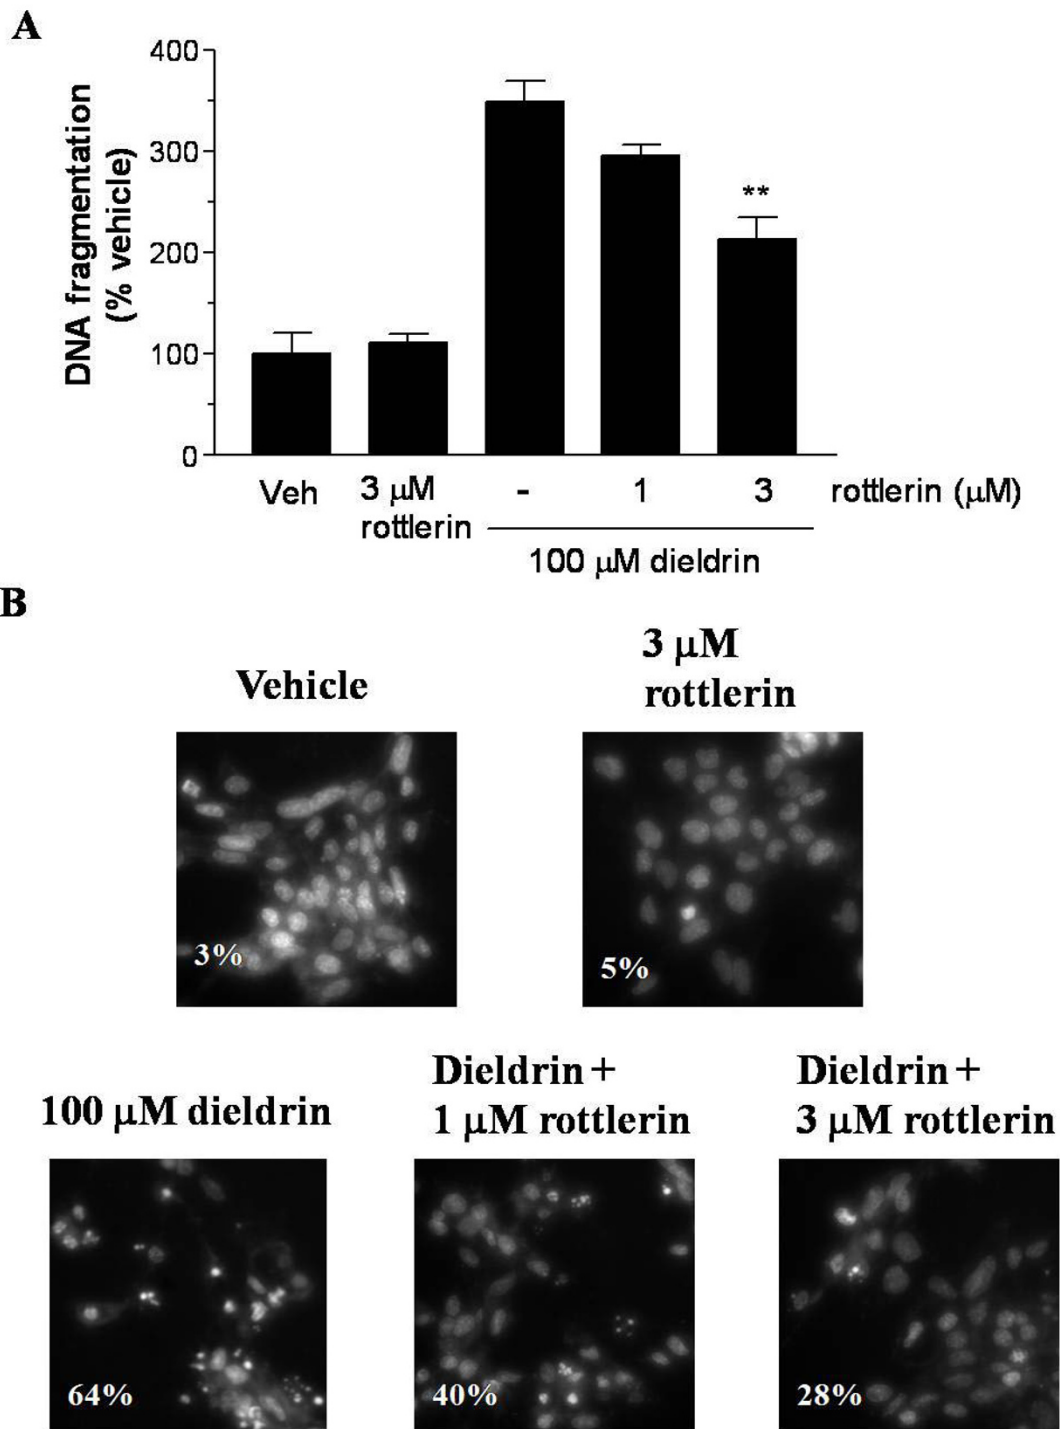 A
400
300
200
100
0
DNA fragmentation
(% vehicle)
**
Veh
3 μM
rottlerin
-
1
3
rottlerin (μM)
100 μM dieldrin
B
Vehicle
3 μM
rottlerin
3%
5%
100 μM dieldrin
Dieldrin +
1 μM rottlerin
Dieldrin +
3 μM rottlerin
64%
40%
28%